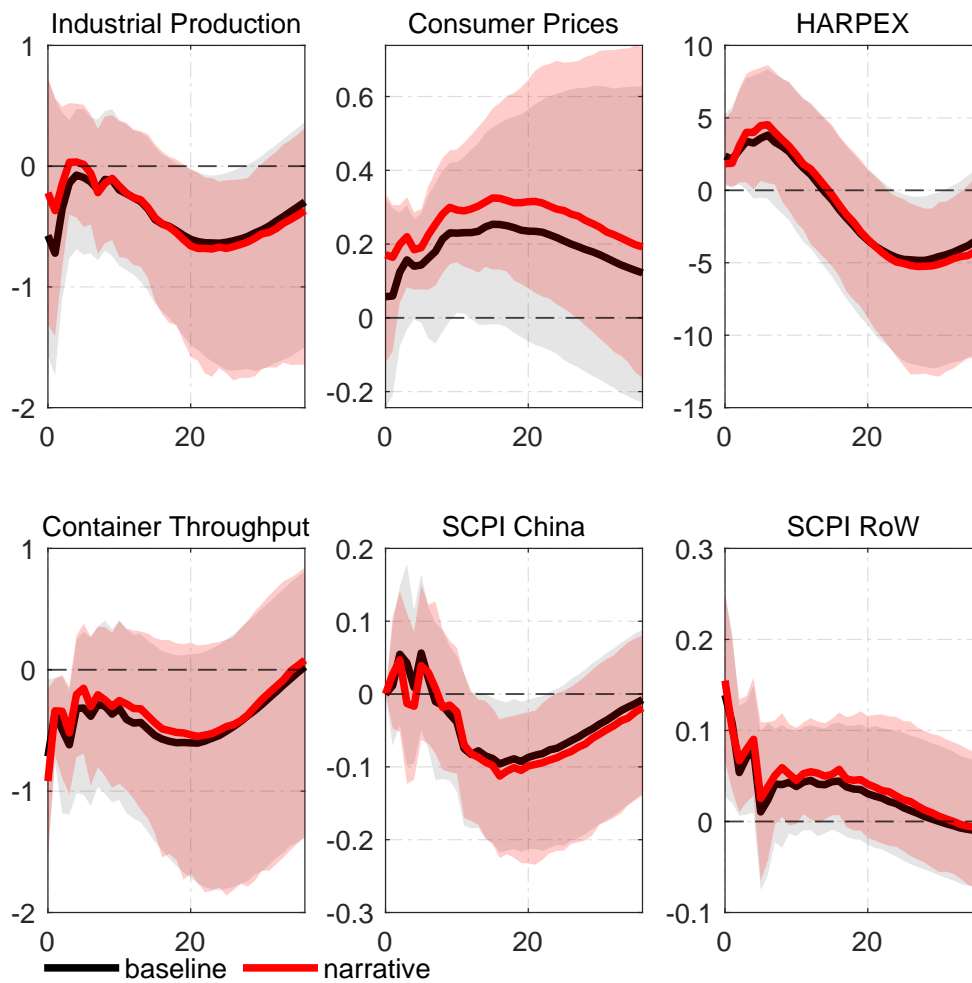 Industrial Production Consumer Prices HARPEX
1 0.6 10
0 0.4 5
-1 0.2 0
-2 0 -5
-0.2 -10
-15
0 20 0 20 0 20
Container Throughput SCPI China SCPI RoW
1 0.2 0.3
0 0.1 0.2
-1 0 0.1
-2 -0.1 0
-0.2 -0.1
-0.3
0 20 0 20 0 20
baseline narrative